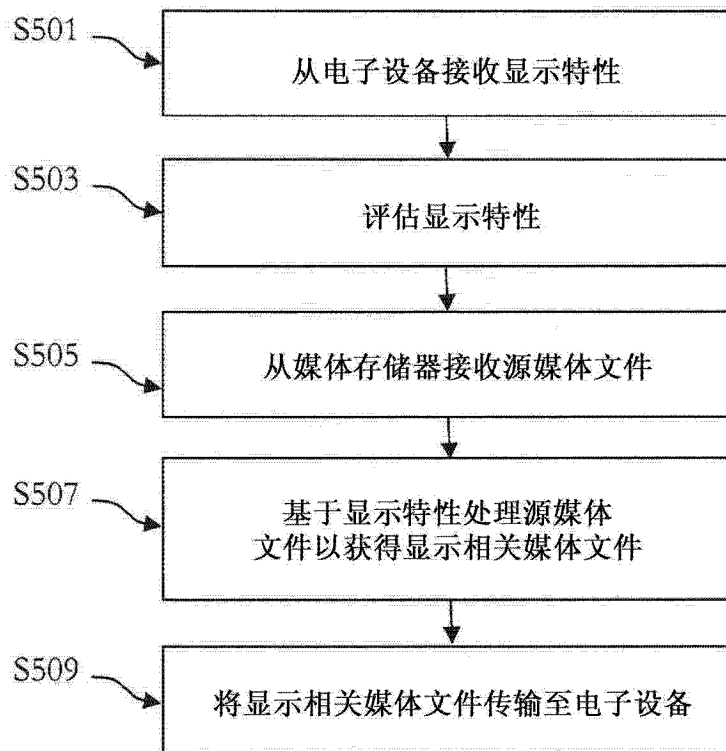 S501
从电子设备接收显示特性
S503
评估显示特性
S505
从媒体存储器接收源媒体文件
S507
基于显示特性处理源媒体
文件以获得显示相关媒体文件
S509
将显示相关媒体文件传输至电子设备